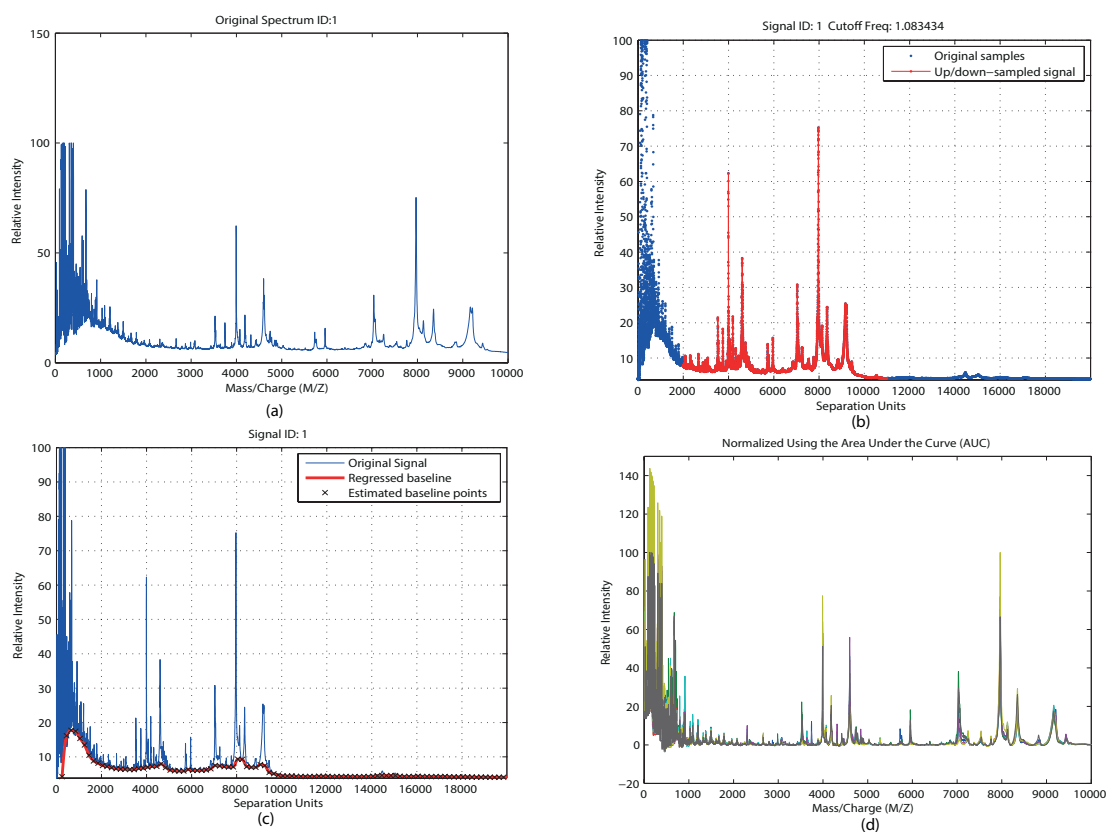 Original Spectrum ID:1
150
100
50
0
Relative Intensity
0 1000 2000 3000 4000 5000 6000 7000 8000 9000 10000
Mass/Charge (M/Z)
(a)
Signal ID: 1 Cutoff Freq: 1.083434
Original samples
Up/down−sampled signal
100
90
80
70
60
50
40
30
20
10
Relative Intensity
0 2000 4000 6000 8000 10000 12000 14000 16000 18000
Separation Units
(b)
Signal ID: 1
Original Signal
Regressed baseline
Estimated baseline points
100
90
80
70
60
50
40
30
20
10
Relative Intensity
0 2000 4000 6000 8000 10000 12000 14000 16000 18000
Separation Units
(c)
Normalized Using the Area Under the Curve (AUC)
140
120
100
80
60
40
20
0
−20
Relative Intensity
0 1000 2000 3000 4000 5000 6000 7000 8000 9000 10000
Mass/Charge (M/Z)
(d)